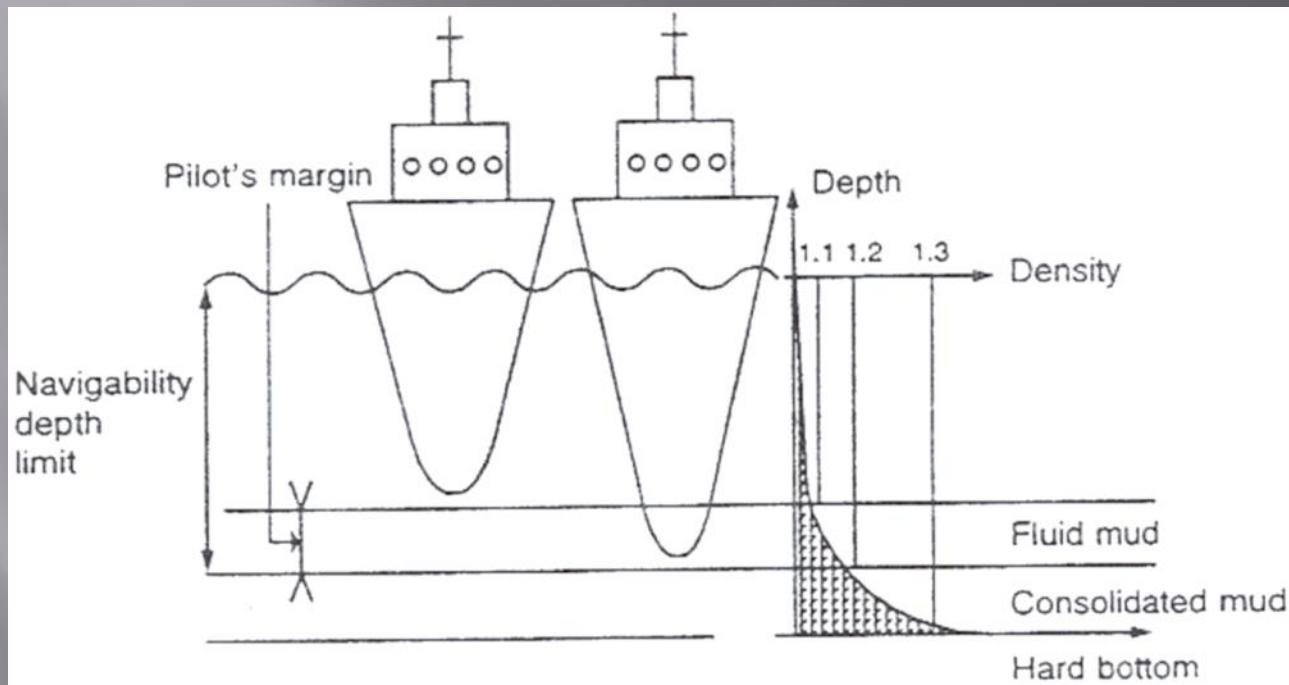 Pilot's margin
Depth
1.1 1.2 1.3
Density
Navigability
depth
limit
Fluid mud
Consolidated mud
Hard bottom